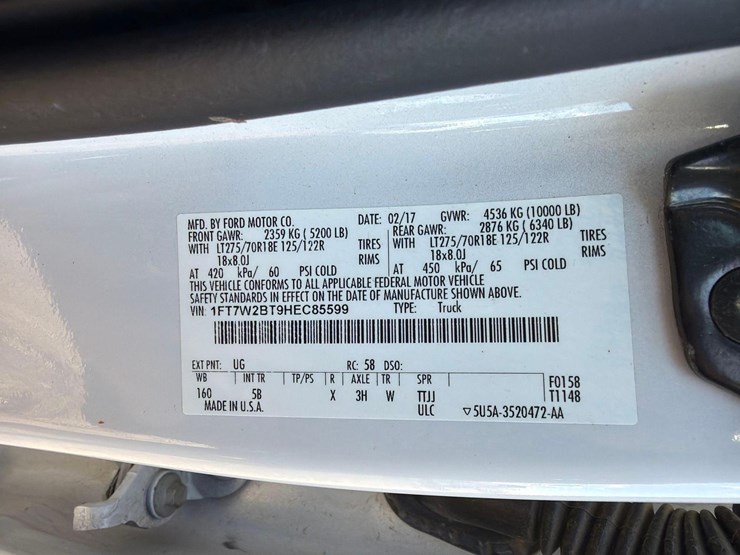 MFD. BY FORD MOTOR CO. DATE: 02/17 GVWR: 4536 KG (10000 LB)
FRONT GAWR: 2359 KG ( 5200 LB) REAR GAWR: 2876 KG ( 6340 LB)
WITH LT275/70R18E 125/122R TIRES WITH LT275/70R18E 125/122R TIRES
18x8.0J RIMS 18x8.0J RIMS
AT 420 kPa/ 60 PSI COLD AT 450 kPa/ 65 PSI COLD
THIS VEHICLE CONFORMS TO ALL APPLICABLE FEDERAL MOTOR VEHICLE
SAFETY STANDARDS IN EFFECT ON THE DATE OF MANUFACTURE SHOWN ABOVE.
VIN: 1FT7W2BT9HEC85599 TYPE: Truck
EXT PNT: UG RC: 58 DSO:
WB INT TR TP/PS R AXLE TR SPR F0158
160 5B X 3H W TTJJ T1148
MADE IN U.S.A. ULC ▽5U5A-3520472-AA